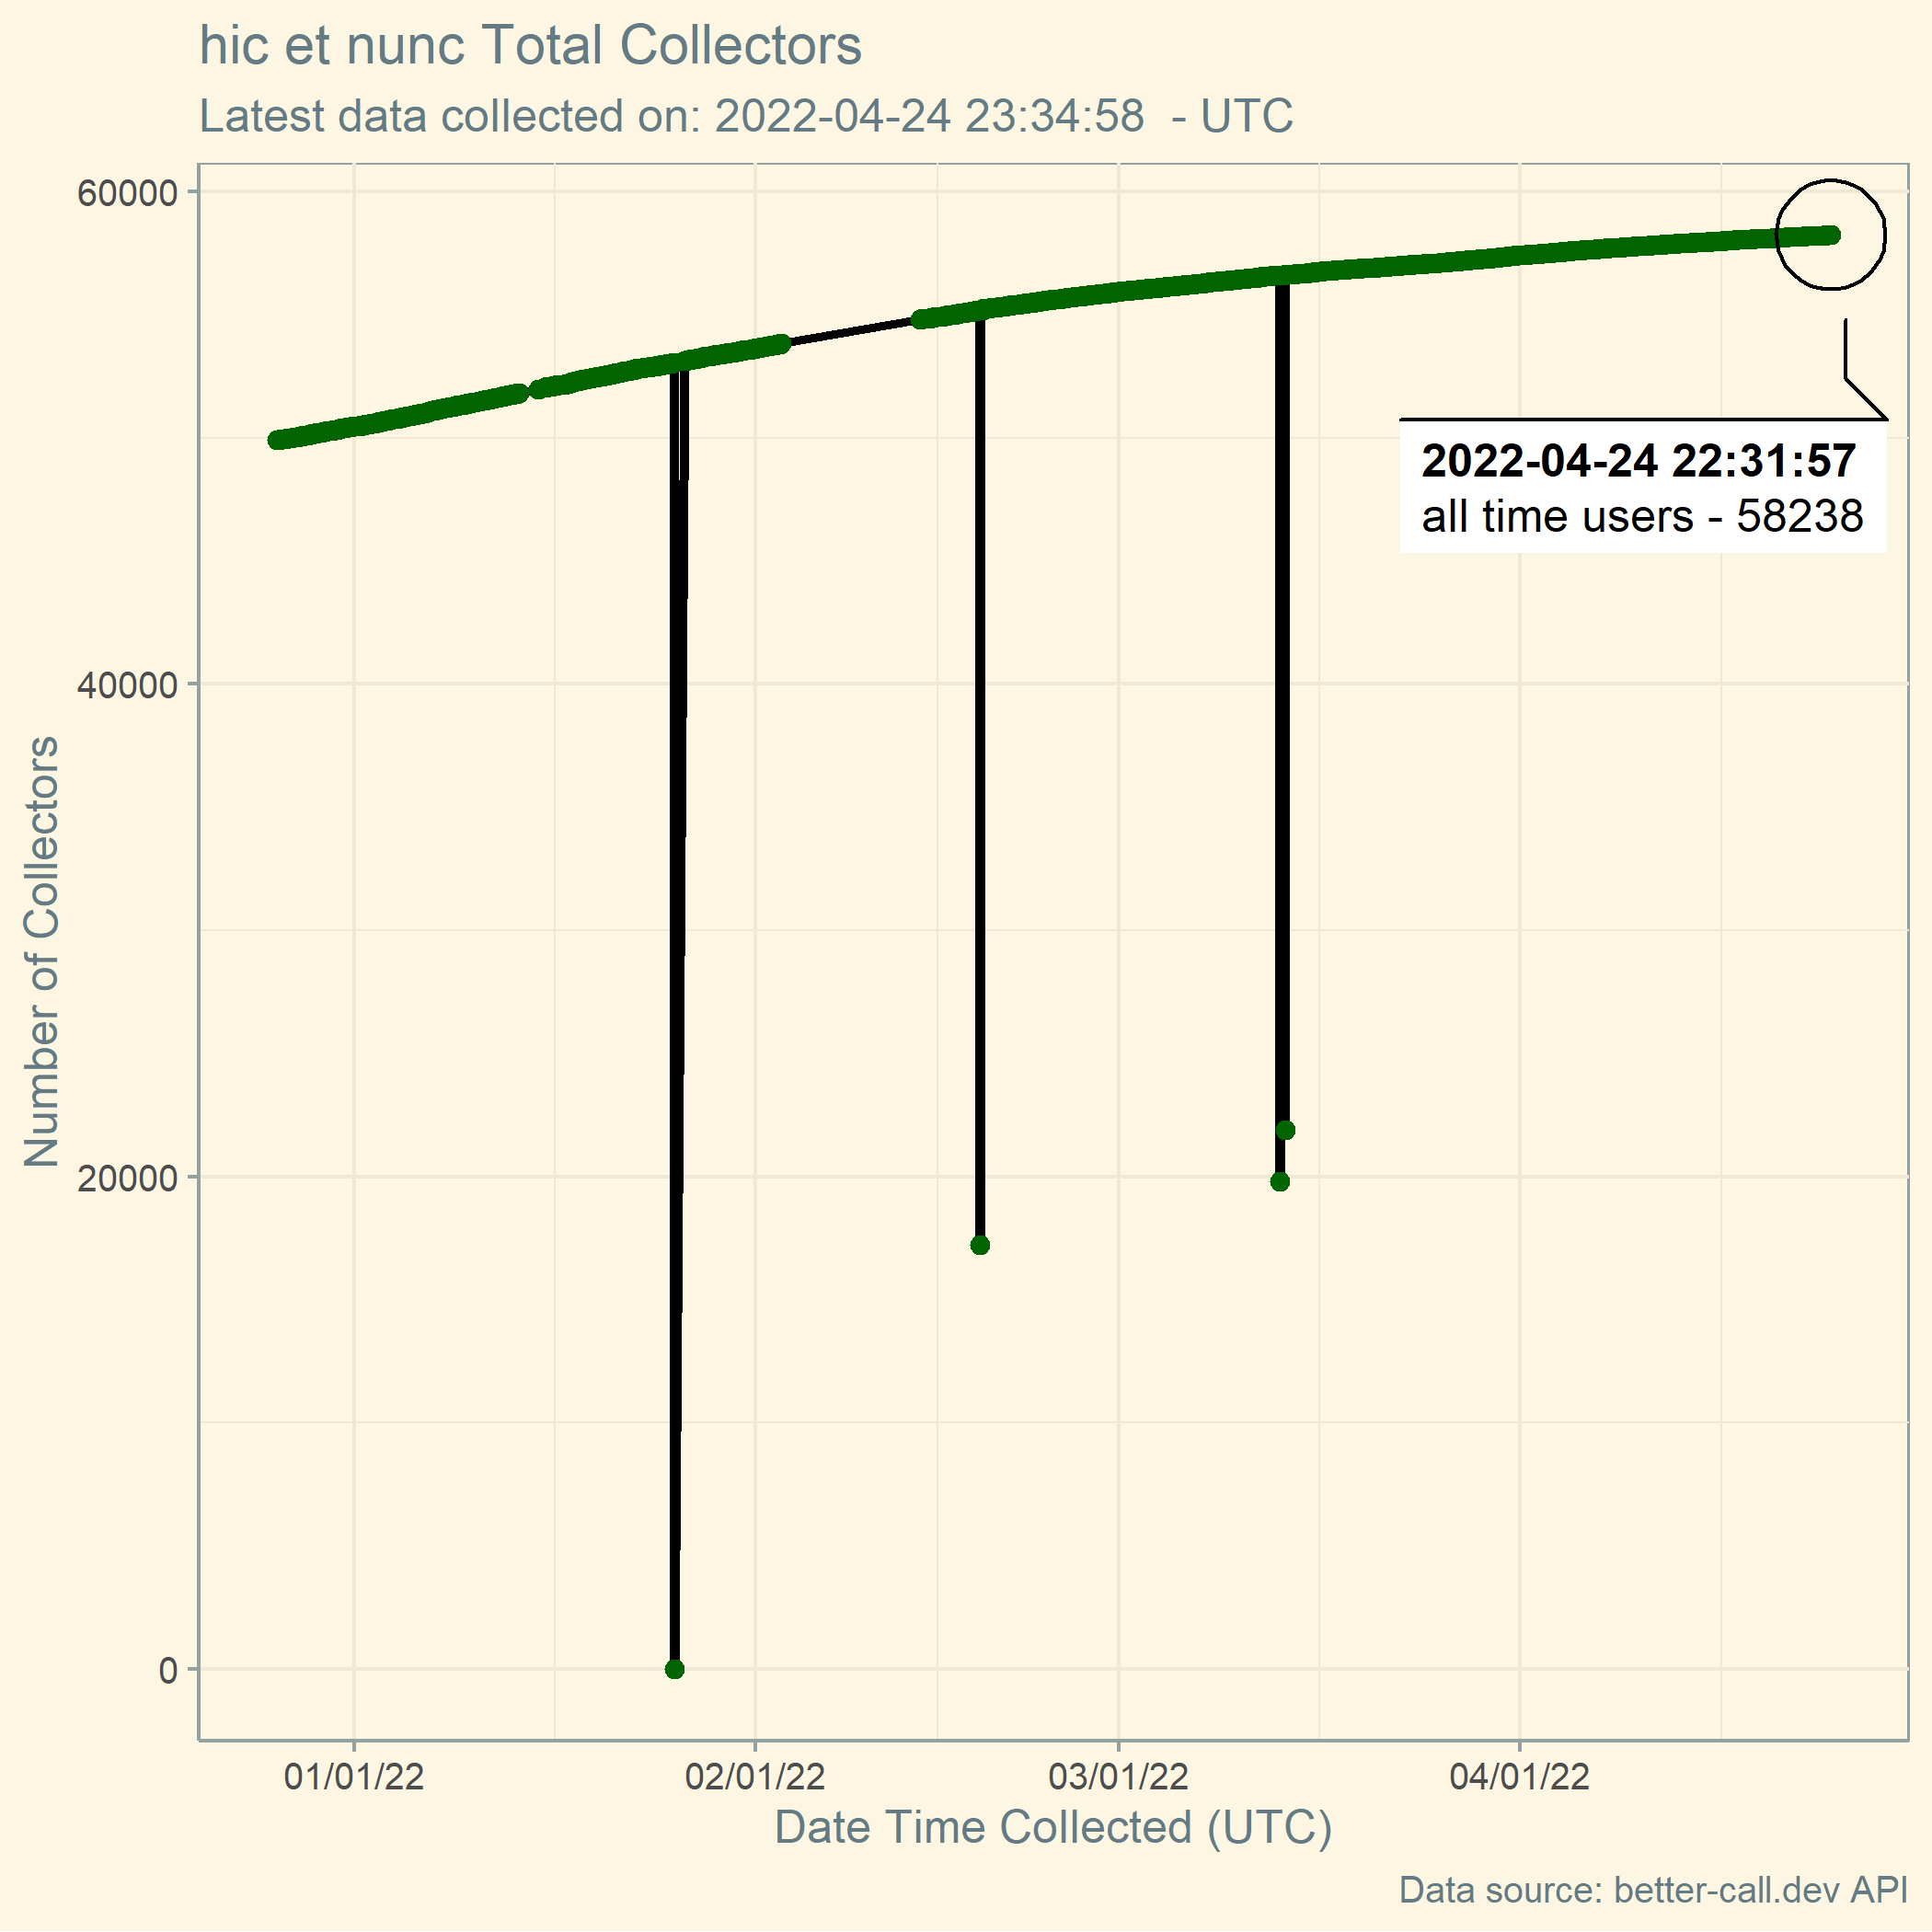 hic et nunc Total Collectors
Latest data collected on: 2022-04-24 23:34:58  - UTC
Number of Collectors
60000
40000
20000
0
2022-04-24 22:31:57
all time users - 58238
01/01/22
02/01/22
03/01/22
04/01/22
Date Time Collected (UTC)
Data source: better-call.dev API